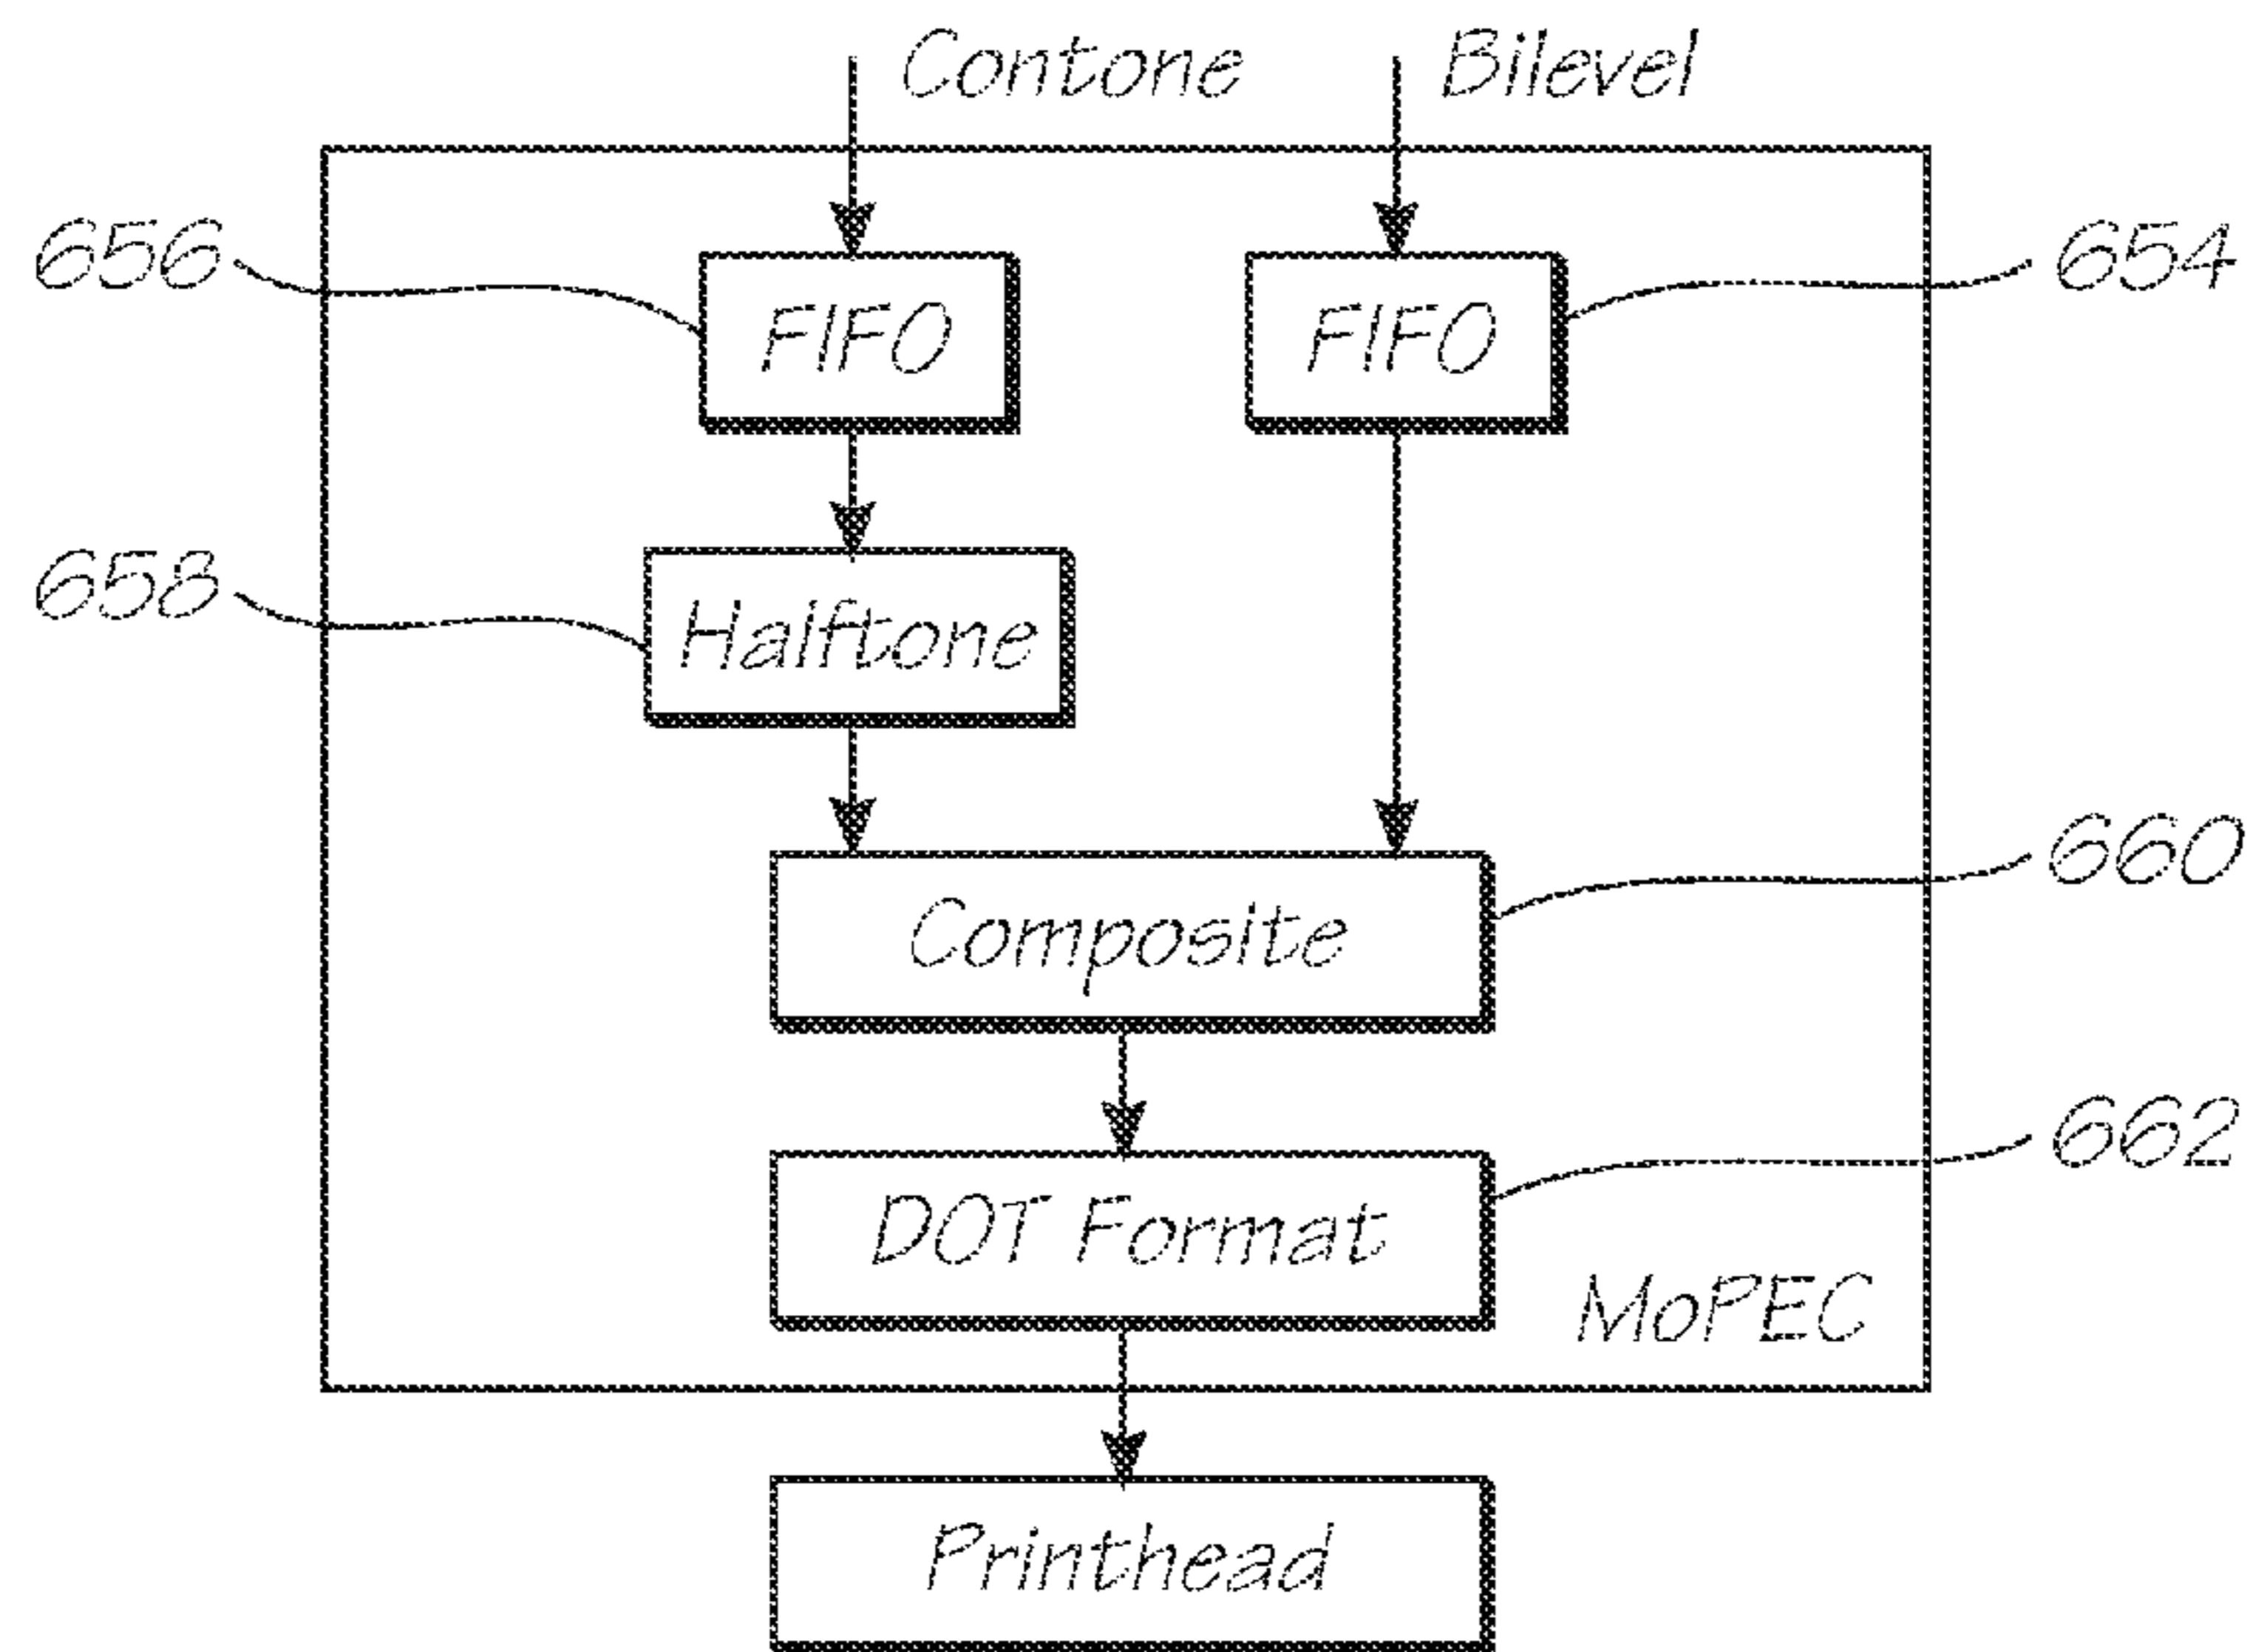 Contone
Bilevel
656
FIFO
FIFO
654
658
Halftone
660
Composite
662
DOT Format
MoPEC
Printhead